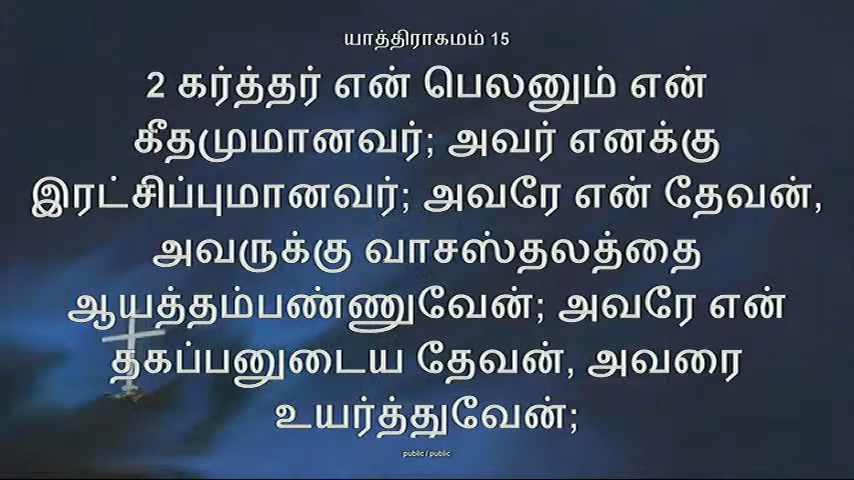 யாத்திராகமம் 15
2 கர்த்தர் என் பெலனும் என்
கீதமுமானவர்; அவர் எனக்கு
இரட்சிப்புமானவர்; அவரே என் தேவன்,
அவருக்கு வாசஸ்தலத்தை
ஆயத்தம்பண்ணுவேன்; அவரே என்
தகப்பனுடைய தேவன், அவரை
உயர்த்துவேன்;
public / public